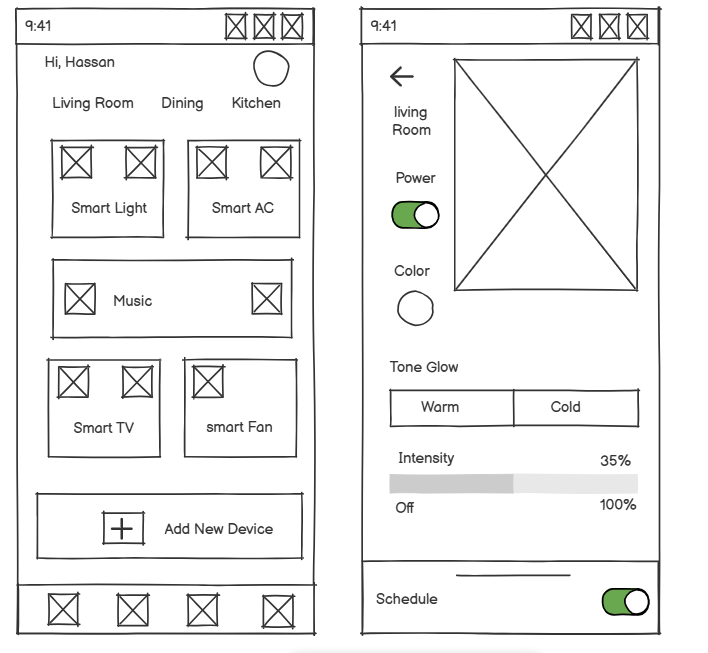 9:41
Hi, Hassan
Living Room Dining Kitchen
Smart Light Smart AC
Music
Smart TV smart Fan
Add New Device
9:41
living
Room
Power
Color
Tone Glow
Warm Cold
Intensity 35%
Off 100%
Schedule